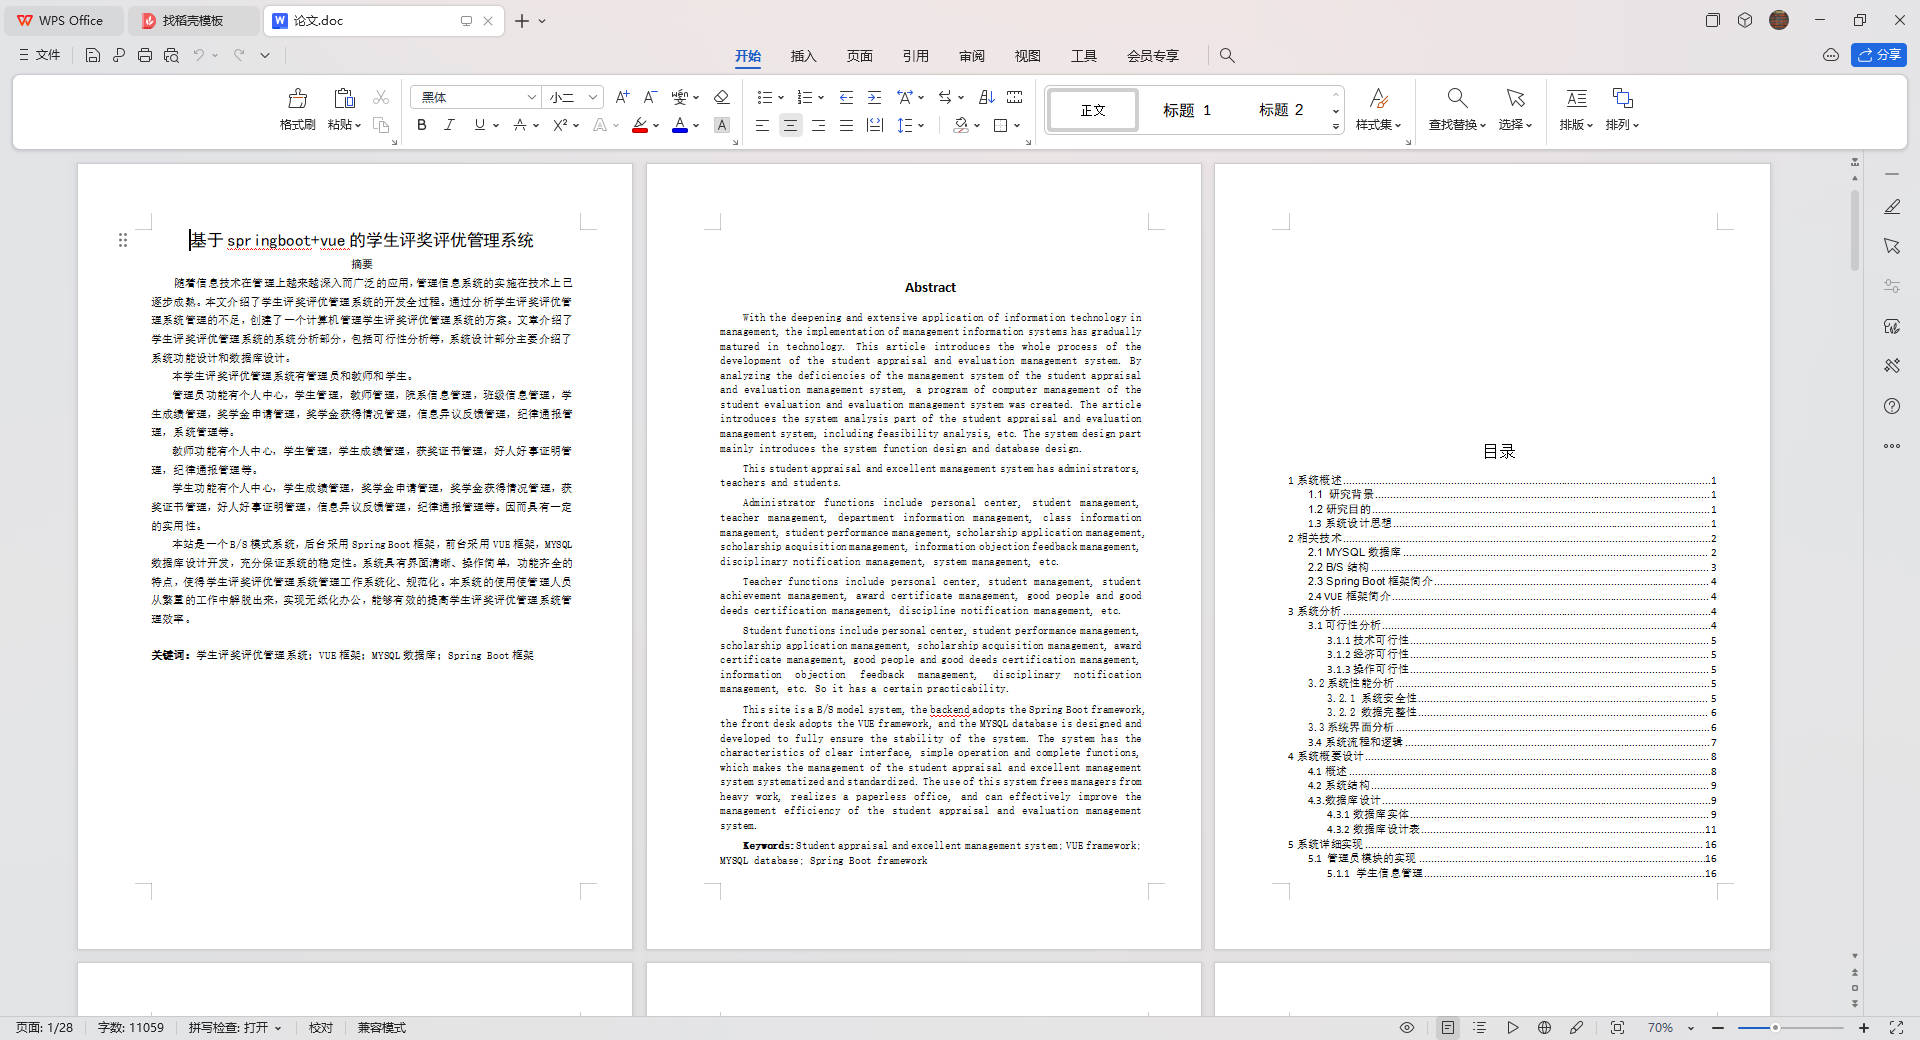 WPS Office
找稻壳模板
论文.doc
文件
开始
插入
页面
引用
审阅
视图
工具
会员专享
分享
格式刷
粘贴
黑体
小二
正文
标题 1
标题 2
样式集
查找替换
选择
排版
排列
基于springboot+vue的学生评奖评优管理系统
摘要
随着信息技术在管理上越来越深入而广泛的应用，管理信息系统的实施在技术上已
逐步成熟。本文介绍了学生评奖评优管理系统的开发全过程。通过分析学生评奖评优管
理系统管理的不足，创建了一个计算机管理学生评奖评优管理系统的方案。文章介绍了
学生评奖评优管理系统的系统分析部分，包括可行性分析等，系统设计部分主要介绍了
系统功能设计和数据库设计。
本学生评奖评优管理系统有管理员和教师和学生。
管理员功能有个人中心，学生管理，教师管理，院系信息管理，班级信息管理，学
生成绩管理，奖学金申请管理，奖学金获得情况管理，信息异议反馈管理，纪律通报管
理，系统管理等。
教师功能有个人中心，学生管理，学生成绩管理，获奖证书管理，好人好事证明管
理，纪律通报管理等。
学生功能有个人中心，学生成绩管理，奖学金申请管理，奖学金获得情况管理，获
奖证书管理，好人好事证明管理，信息异议反馈管理，纪律通报管理等。因而具有一定
的实用性。
本站是一个B/S模式系统，后台采用Spring Boot框架，前台采用VUE框架，MYSQL
数据库设计开发，充分保证系统的稳定性。系统具有界面清晰、操作简单，功能齐全的
特点，使得学生评奖评优管理系统管理工作系统化、规范化。本系统的使用使管理人员
从繁重的工作中解脱出来，实现无纸化办公，能够有效的提高学生评奖评优管理系统管
理效率。
关键词：学生评奖评优管理系统；VUE框架；MYSQL数据库；Spring Boot框架
Abstract
With the deepening and extensive application of information technology in
management, the implementation of management information systems has gradually
matured in technology. This article introduces the whole process of the
development of the student appraisal and evaluation management system. By
analyzing the deficiencies of the management system of the student appraisal
and evaluation management system, a program of computer management of the
student evaluation and evaluation management system was created. The article
introduces the system analysis part of the student appraisal and evaluation
management system, including feasibility analysis, etc. The system design part
mainly introduces the system function design and database design.
This student appraisal and excellent management system has administrators,
teachers and students.
Administrator functions include personal center, student management,
teacher management, department information management, class information
management, student performance management, scholarship application management,
scholarship acquisition management, information objection feedback management,
disciplinary notification management, system management, etc.
Teacher functions include personal center, student management, student
achievement management, award certificate management, good people and good
deeds certification management, discipline notification management, etc.
Student functions include personal center, student performance management,
scholarship application management, scholarship acquisition management, award
certificate management, good people and good deeds certification management,
information objection feedback management, disciplinary notification
management, etc. So it has a certain practicability.
This site is a B/S model system, the backend adopts the Spring Boot framework,
the front desk adopts the VUE framework, and the MYSQL database is designed and
developed to fully ensure the stability of the system. The system has the
characteristics of clear interface, simple operation and complete functions,
which makes the management of the student appraisal and excellent management
system systematized and standardized. The use of this system frees managers from
heavy work, realizes a paperless office, and can effectively improve the
management efficiency of the student appraisal and evaluation management
system.
Keywords: Student appraisal and excellent management system; VUE framework;
MYSQL database; Spring Boot framework
目录
1 系统概述 1
1.1 研究背景 1
1.2 研究目的 1
1.3 系统设计思想 1
2 相关技术 2
2.1 MYSQL 数据库 2
2.2 B/S 结构 3
2.3 Spring Boot 框架简介 4
2.4 VUE 框架简介 4
3 系统分析 4
3.1 可行性分析 4
3.1.1 技术可行性 5
3.1.2 经济可行性 5
3.1.3 操作可行性 5
3.2 系统性能分析 5
3.2.1 系统安全性 5
3.2.2 数据完整性 6
3.3 系统界面分析 6
3.4 系统流程和逻辑 7
4 系统概要设计 8
4.1 概述 8
4.2 系统结构 9
4.3.数据库设计 9
4.3.1 数据库实体 9
4.3.2 数据库设计表 11
5 系统详细实现 16
5.1 管理员模块的实现 16
5.1.1 学生信息管理 16
页面: 1/28
字数: 11059
拼写检查: 打开
校对
兼容模式
70%